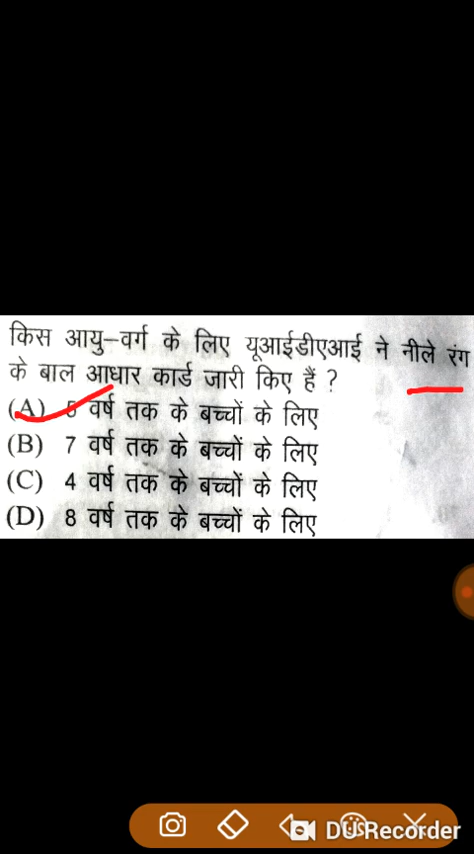 किस आयु-वर्ग के लिए यूआईडीएआई ने नीले रंग
के बाल आधार कार्ड जारी किए हैं ?
(A) 5 वर्ष तक के बच्चों के लिए
(B) 7 वर्ष तक के बच्चों के लिए
(C) 4 वर्ष तक के बच्चों के लिए
(D) 8 वर्ष तक के बच्चों के लिए
DU Recorder